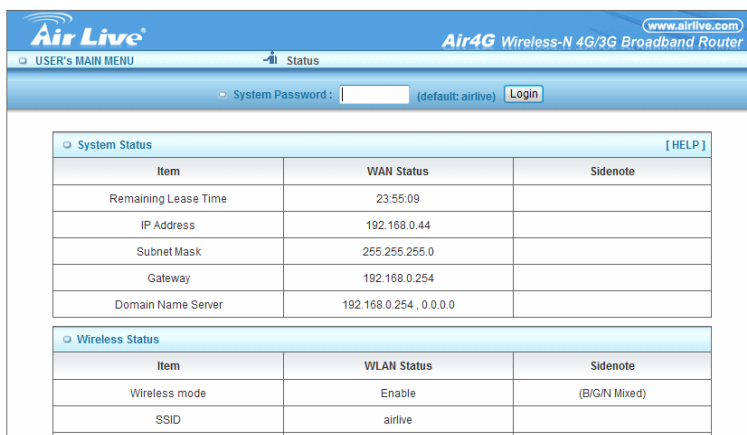 Air Live®
www.airlive.com
Air4G Wireless-N 4G/3G Broadband Router
USER's MAIN MENU Status
System Password : (default: airlive) Login
System Status [ HELP ]
Item WAN Status Sidenote
Remaining Lease Time 23:55:09
IP Address 192.168.0.44
Subnet Mask 255.255.255.0
Gateway 192.168.0.254
Domain Name Server 192.168.0.254 , 0.0.0.0
Wireless Status
Item WLAN Status Sidenote
Wireless mode Enable (B/G/N Mixed)
SSID airlive